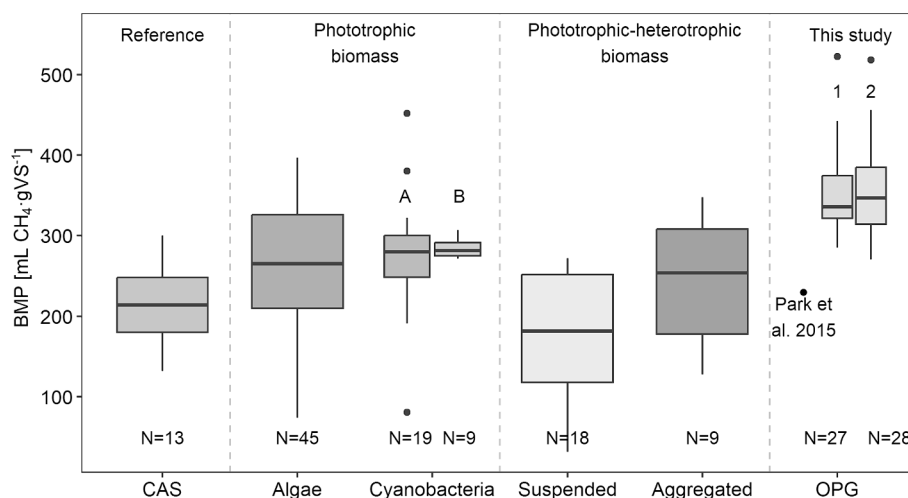 Reference
Phototrophic
biomass
Phototrophic-heterotrophic
biomass
This study
BMP [mL CH₄·gVS⁻¹]
500
400
300
200
100
A
B
1
2
Park et
al. 2015
N=13
N=45
N=19
N=9
N=18
N=9
N=27
N=28
CAS
Algae
Cyanobacteria
Suspended
Aggregated
OPG